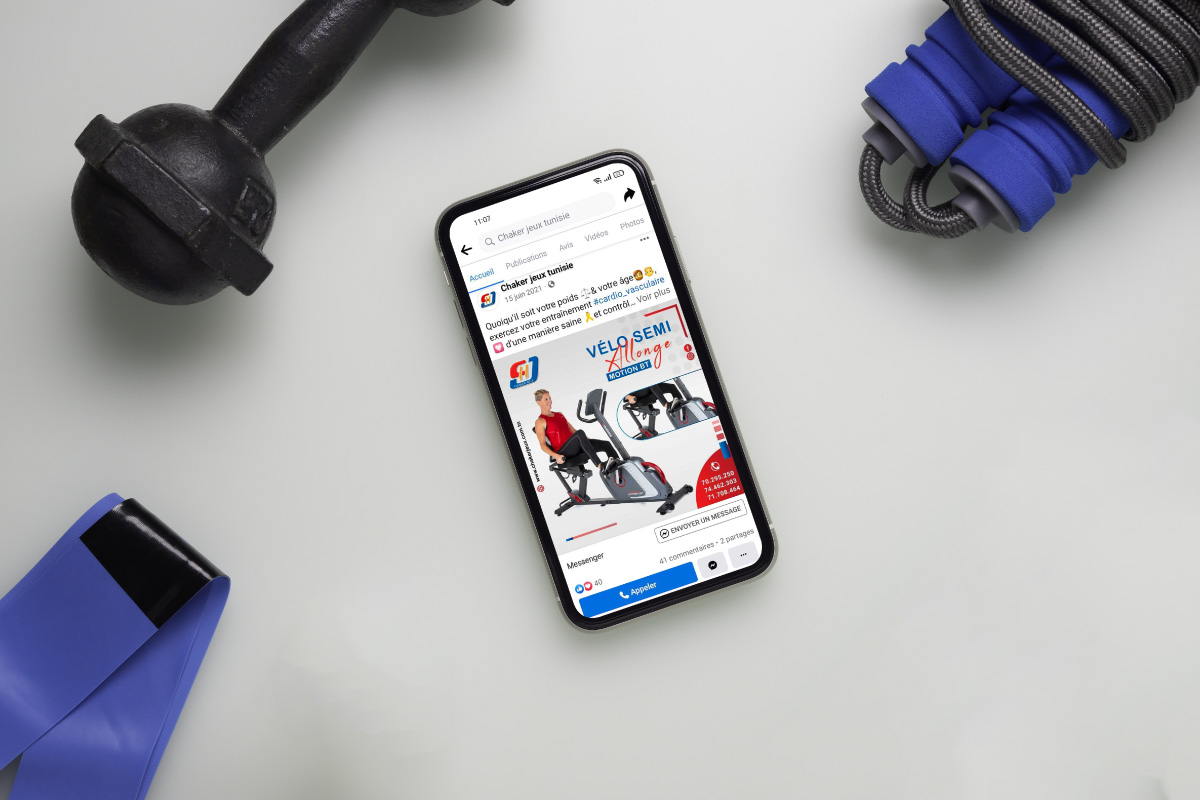 11:07
Chaker jeux tunisie
Accueil Publications Avis Vidéos Photos
Chaker jeux tunisie
15 juin 2021
Quoiqu'il soit votre poids & votre âge,
exercez votre entraînement #cardio_vasculaire
d'une manière saine et contrôl... Voir plus
VÉLO SEMI
Allonge
MOTION BT
www.chakerjeux.com.tn
70.295.250
74.462.303
71.708.464
Messenger
ENVOYER UN MESSAGE
40
41 commentaires • 2 partages
Appeler